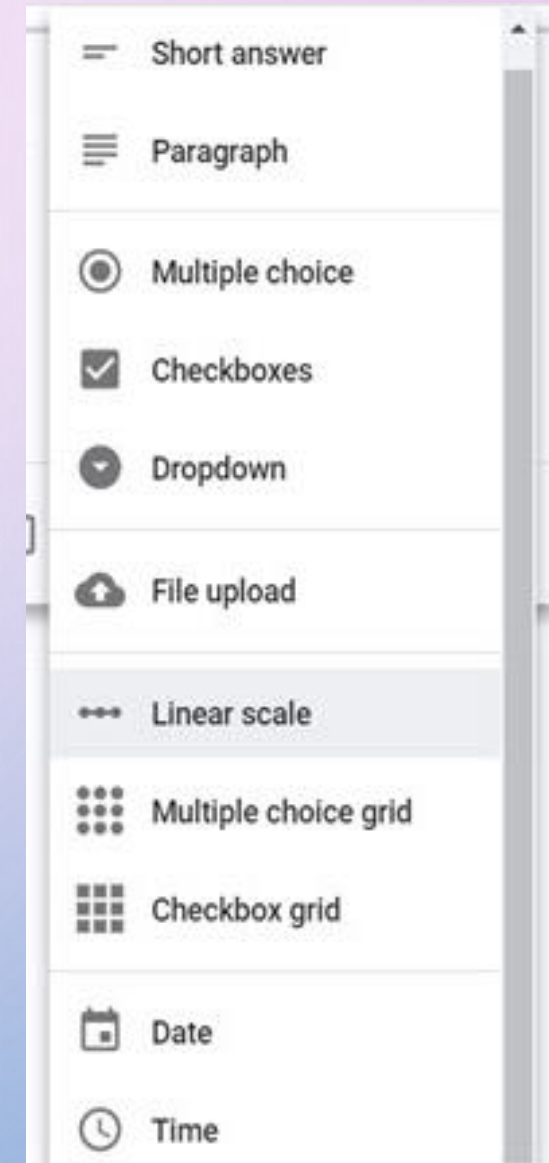 Short answer
Paragraph
Multiple choice
Checkboxes
Dropdown
File upload
Linear scale
Multiple choice grid
Checkbox grid
Date
Time